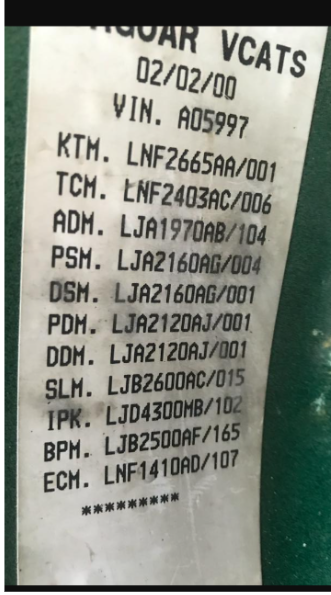 JAGUAR VCATS
02/02/00
VIN. A05997
KTM. LNF2665AA/001
TCM. LNF2403AC/006
ADM. LJA1970AB/104
PSM. LJA2160AG/004
DSM. LJA2160AG/001
PDM. LJA2120AJ/001
DDM. LJA2120AJ/001
SLM. LJB2600AC/015
IPK. LJD4300MB/102
BPM. LJB2500AF/165
ECM. LNF1410AD/107
*********